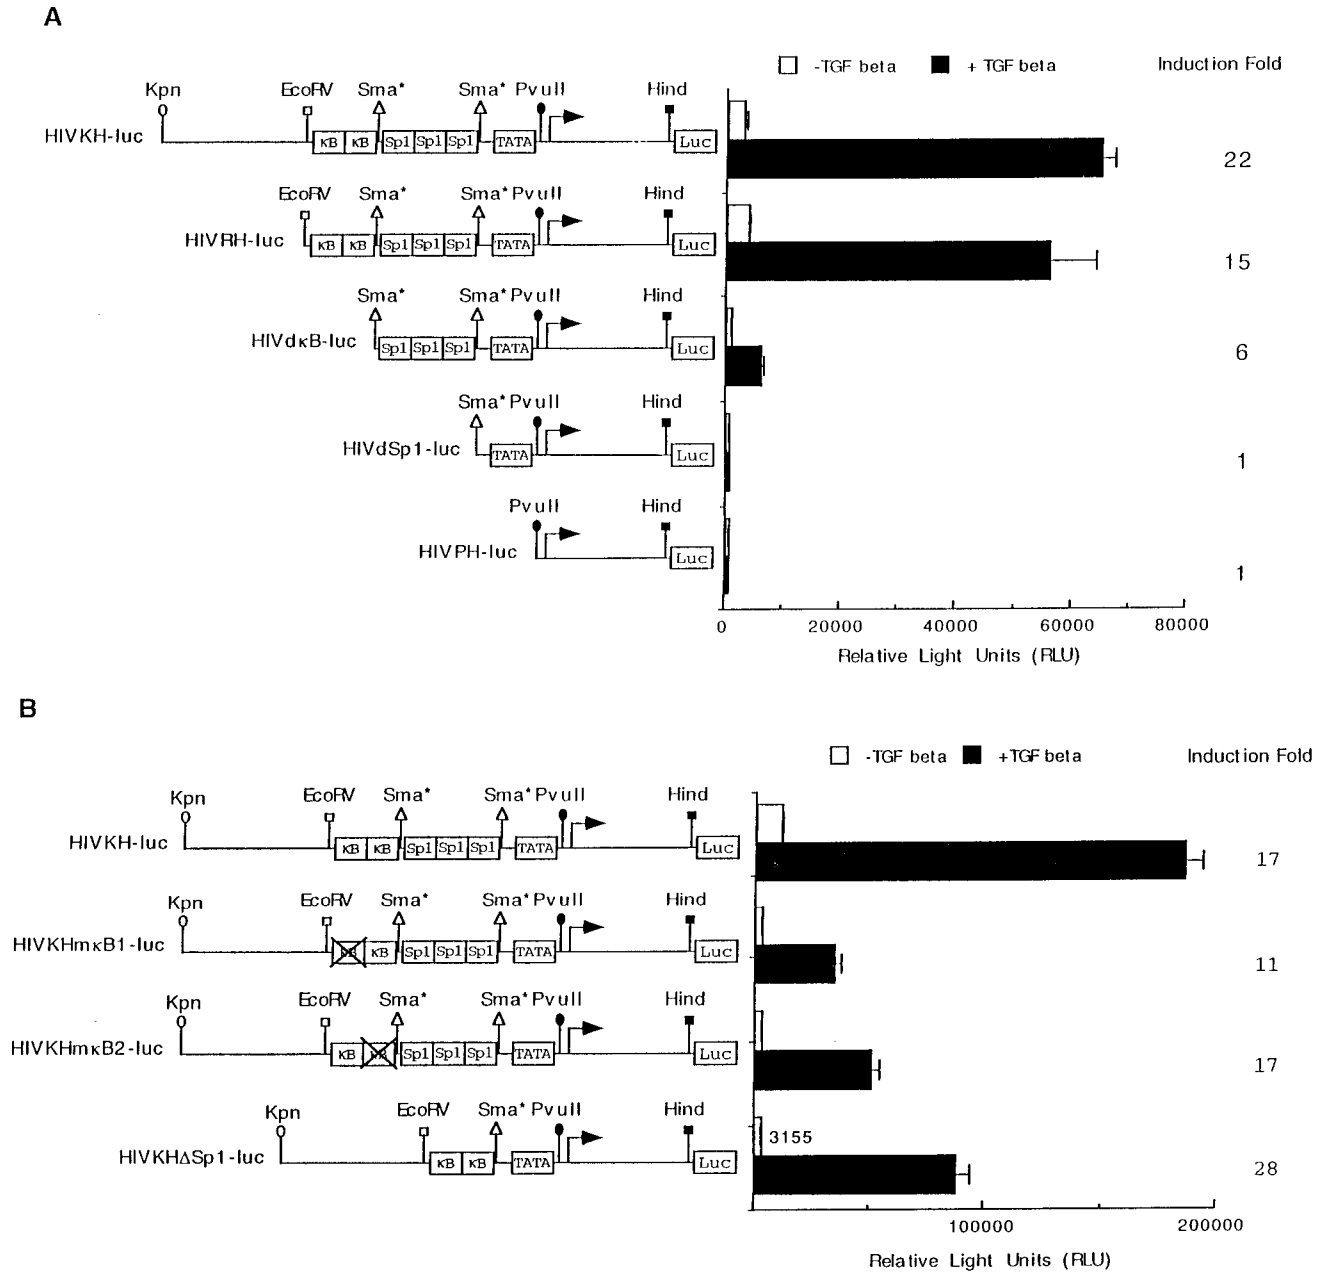 A
-TGF beta + TGF beta Induction Fold
Kpn EcoRV Sma* Sma* PvuII Hind
HIVKH-luc κB κB Sp1 Sp1 Sp1 TATA Luc 22
EcoRV Sma* Sma* PvuII Hind
HIVRH-luc κB κB Sp1 Sp1 Sp1 TATA Luc 15
Sma* Sma* PvuII Hind
HIVdκB-luc Sp1 Sp1 Sp1 TATA Luc 6
Sma* PvuII Hind
HIVdSp1-luc TATA Luc 1
PvuII Hind
HIVPH-luc Luc 1
0 20000 40000 60000 80000
Relative Light Units (RLU)
B
-TGF beta +TGF beta Induction Fold
Kpn EcoRV Sma* Sma* PvuII Hind
HIVKH-luc κB κB Sp1 Sp1 Sp1 TATA Luc 17
Kpn EcoRV Sma* Sma* PvuII Hind
HIVKHmκB1-luc κB κB Sp1 Sp1 Sp1 TATA Luc 11
Kpn EcoRV Sma* Sma* PvuII Hind
HIVKHmκB2-luc κB κB Sp1 Sp1 Sp1 TATA Luc 17
Kpn EcoRV Sma* PvuII Hind
3155
HIVKHΔSp1-luc κB κB TATA Luc 28
100000 200000
Relative Light Units (RLU)